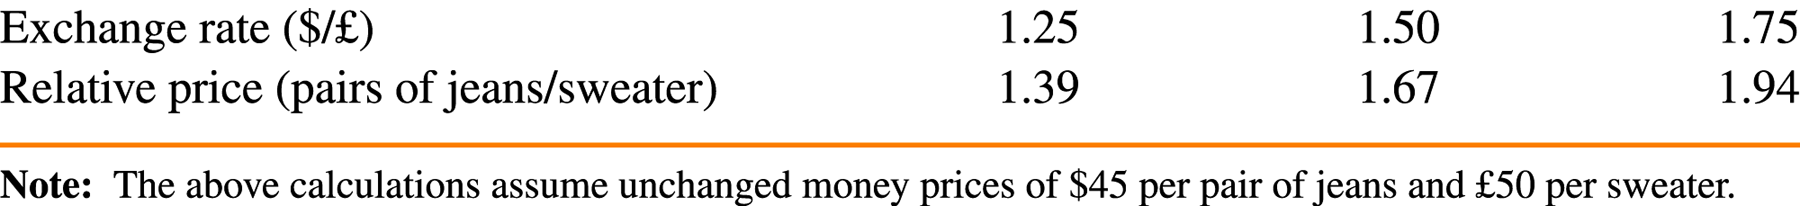 Exchange rate ($/£) 1.25 1.50 1.75
Relative price (pairs of jeans/sweater) 1.39 1.67 1.94
Note: The above calculations assume unchanged money prices of $45 per pair of jeans and £50 per sweater.